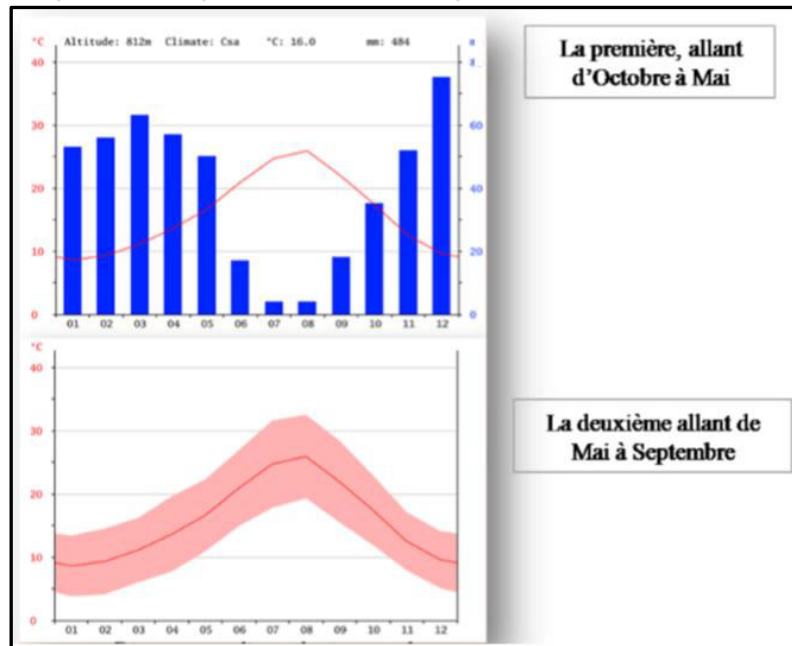 °C Altitude: 812m Climate: Csa °C: 16.0 mm: 484
40
30
20
10
0
60
40
20
0
01 02 03 04 05 06 07 08 09 10 11 12
La première, allant
d'Octobre à Mai
°C
40
30
20
10
0
01 02 03 04 05 06 07 08 09 10 11 12
La deuxième allant de
Mai à Septembre